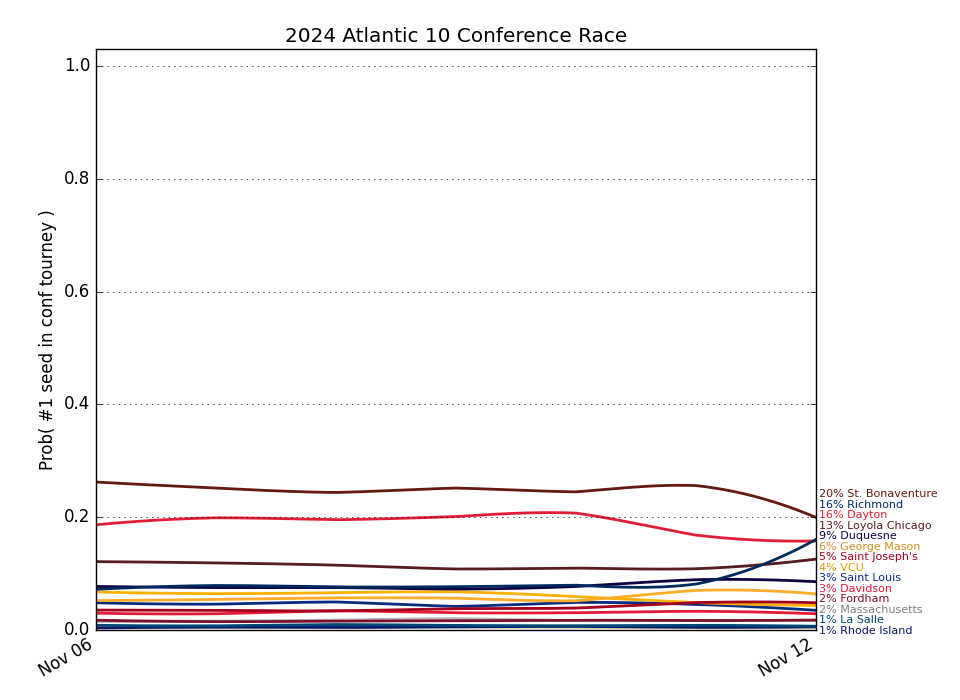 2024 Atlantic 10 Conference Race
Prob( #1 seed in conf tourney )
1.0
0.8
0.6
0.4
0.2
0.0
Nov 06
Nov 12
20% St. Bonaventure
16% Richmond
16% Dayton
13% Loyola Chicago
9% Duquesne
6% George Mason
5% Saint Joseph's
4% VCU
3% Saint Louis
3% Davidson
2% Fordham
2% Massachusetts
1% La Salle
1% Rhode Island